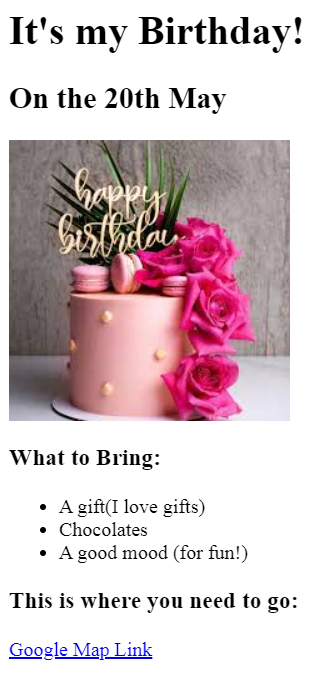 It's my Birthday!
On the 20th May
happy
birthday
What to Bring:
A gift(I love gifts)
Chocolates
A good mood (for fun!)
This is where you need to go:
Google Map Link